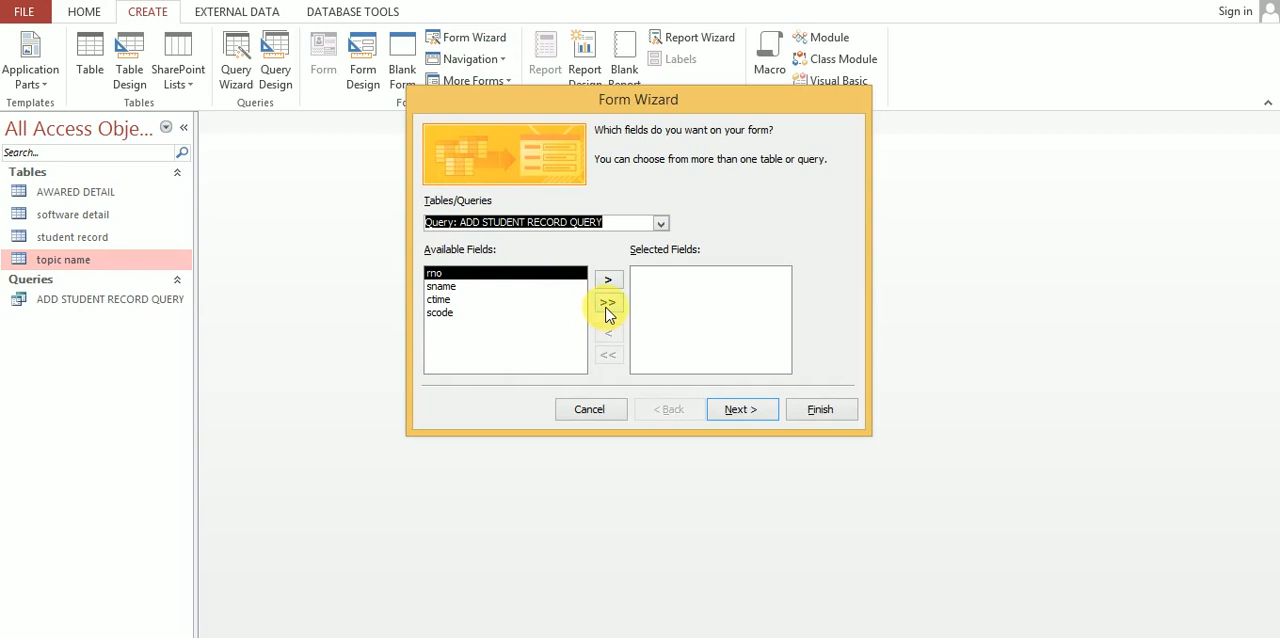 FILE
HOME
CREATE
EXTERNAL DATA
DATABASE TOOLS
Sign in
Application
Parts
Templates
Table
Table
Design
SharePoint
Lists
Tables
Query
Wizard
Query
Design
Queries
Form
Form
Design
Blank
Form
Form Wizard
Navigation
More Forms
Report
Report
Blank
Report Wizard
Labels
Macro
Module
Class Module
Visual Basic
All Access Obje... «
Search...
Tables
AWARED DETAIL
software detail
student record
topic name
Queries
ADD STUDENT RECORD QUERY
Form Wizard
Which fields do you want on your form?
You can choose from more than one table or query.
Tables/Queries
Query: ADD STUDENT RECORD QUERY
Available Fields:
Selected Fields:
rno
sname
ctime
scode
>
>>
<
<<
Cancel
< Back
Next >
Finish